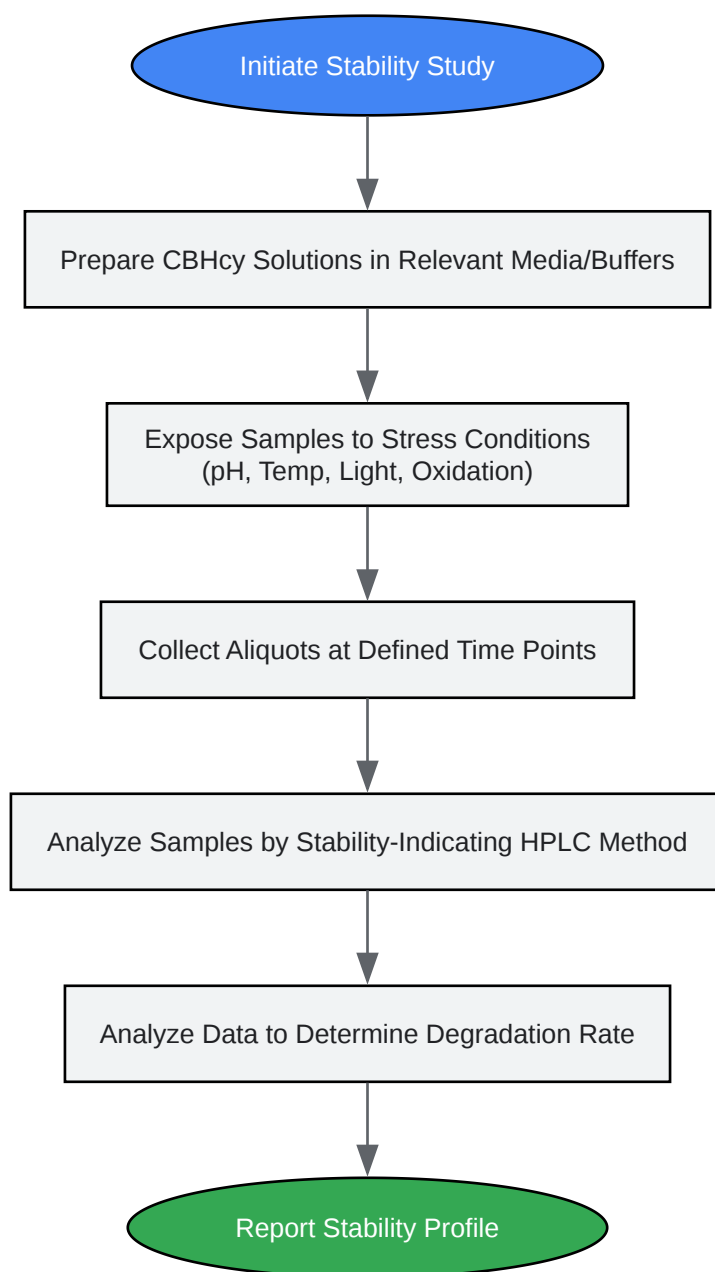 Initiate Stability Study
Prepare CBHcy Solutions in Relevant Media/Buffers
Expose Samples to Stress Conditions
(pH, Temp, Light, Oxidation)
Collect Aliquots at Defined Time Points
Analyze Samples by Stability-Indicating HPLC Method
Analyze Data to Determine Degradation Rate
Report Stability Profile